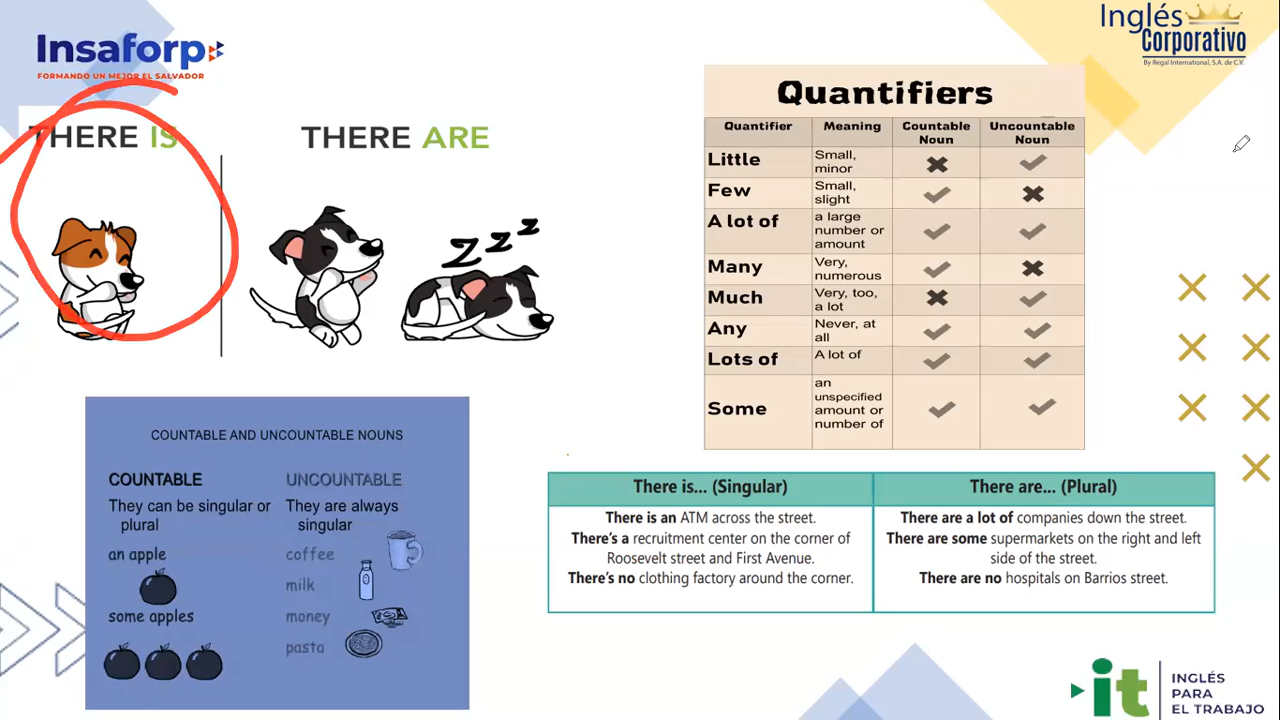 Insaforp
FORMANDO UN MEJOR EL SALVADOR
Inglés
Corporativo
By Regal International, S.A. de C.V.
THERE IS
THERE ARE
Z Z Z
Quantifiers
Quantifier Meaning Countable Noun Uncountable Noun
Little Small, minor
Few Small, slight
A lot of a large number or amount
Many Very, numerous
Much Very, too, a lot
Any Never, at all
Lots of A lot of
Some an unspecified amount or number of
COUNTABLE AND UNCOUNTABLE NOUNS
COUNTABLE
They can be singular or
plural
an apple
some apples
UNCOUNTABLE
They are always
singular
coffee
milk
money
pasta
There is... (Singular)
There is an ATM across the street.
There's a recruitment center on the corner of
Roosevelt street and First Avenue.
There's no clothing factory around the corner.
There are... (Plural)
There are a lot of companies down the street.
There are some supermarkets on the right and left
side of the street.
There are no hospitals on Barrios street.
it
INGLÉS
PARA
EL TRABAJO